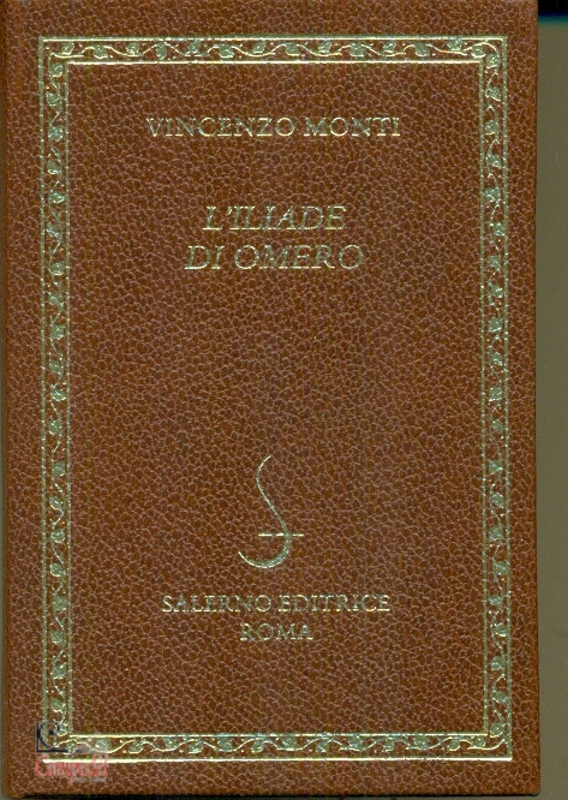 VINCENZO MONTI
L'ILIADE
DI OMERO
SALERNO EDITRICE
ROMA